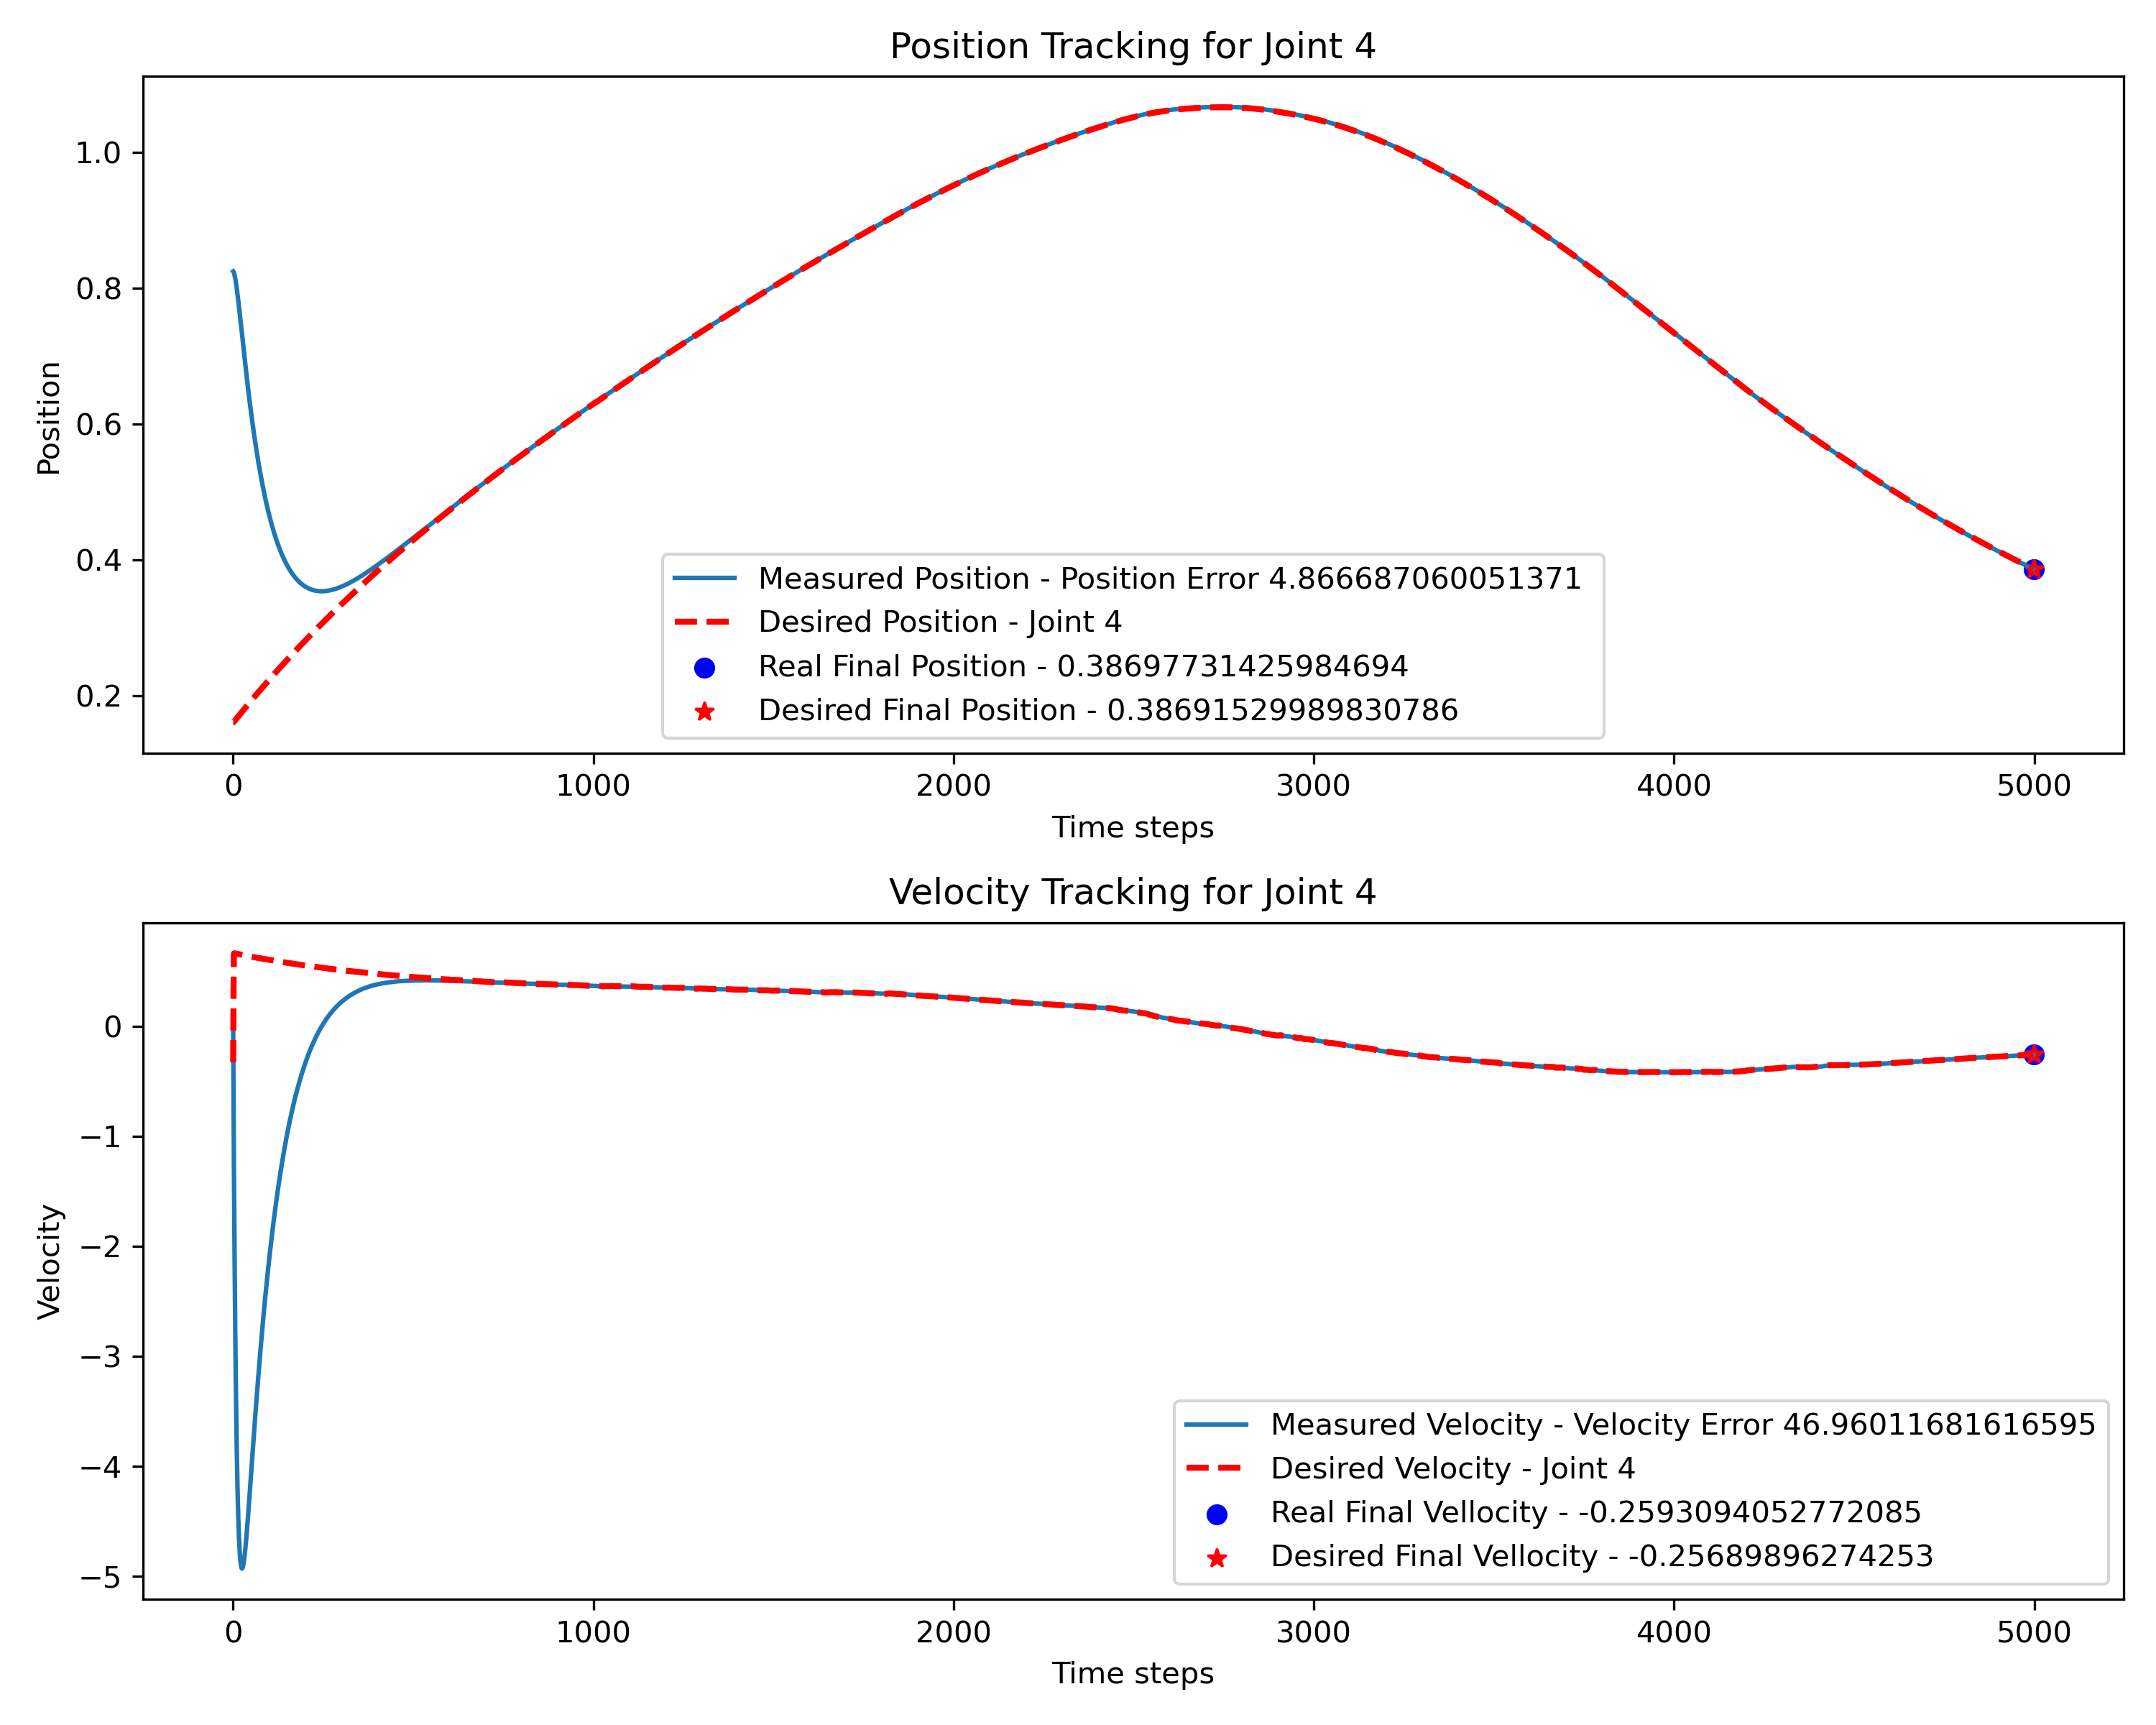 Position Tracking for Joint 4
Position
1.0
0.8
0.6
0.4
0.2
Measured Position - Position Error 4.866687060051371
Desired Position - Joint 4
Real Final Position - 0.38697731425984694
Desired Final Position - 0.38691529989830786
0 1000 2000 3000 4000 5000
Time steps
Velocity Tracking for Joint 4
Velocity
0
−1
−2
−3
−4
−5
Measured Velocity - Velocity Error 46.96011681616595
Desired Velocity - Joint 4
Real Final Vellocity - -0.2593094052772085
Desired Final Vellocity - -0.25689896274253
0 1000 2000 3000 4000 5000
Time steps